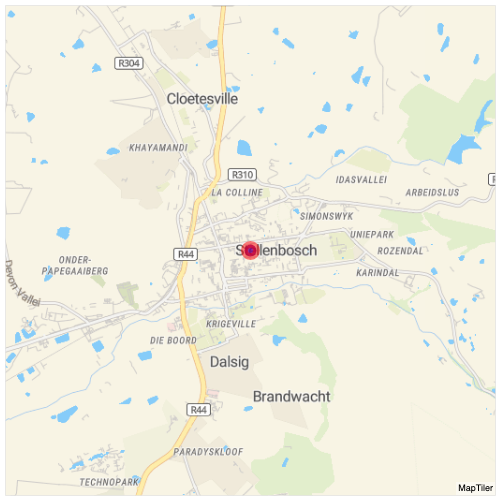 R304
Cloetesville
KHAYAMANDI
R310
IDASVALLEI
LA COLLINE
ARBEIDSLUS
SIMONSWYK
UNIEPARK
R44
Stellenbosch
ROZENDAL
ONDER-
PAPEGAAIBERG
KARINDAL
Devon Vallei
KRIGEVILLE
DIE BOORD
Dalsig
Brandwacht
R44
PARADYSKLOOF
TECHNOPARK
MapTiler